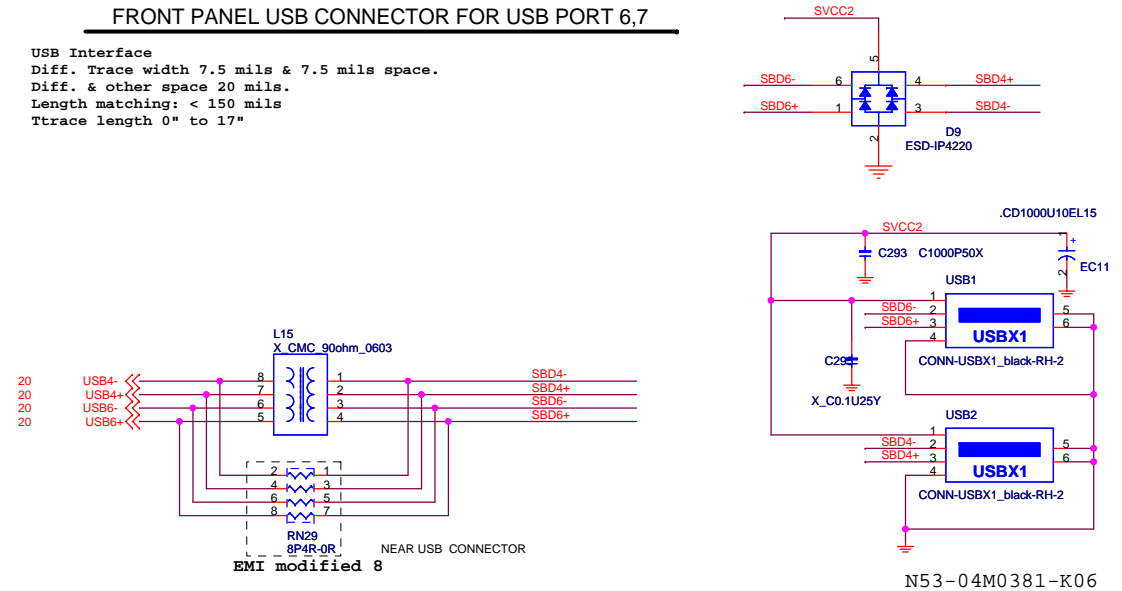 FRONT PANEL USB CONNECTOR FOR USB PORT 6,7
USB Interface
Diff. Trace width 7.5 mils & 7.5 mils space.
Diff. & other space 20 mils.
Length matching: < 150 mils
Ttrace length 0" to 17"
SVCC2
5
SBD6- 6 4 SBD4+
SBD6+ 1 3 SBD4-
2
D9
ESD-IP4220
.CD1000U10EL15
SVCC2
1
+
C293 C1000P50X
EC11
2
USB1
1
SBD6- 2 5
SBD6+ 3 6
4
USBX1
CONN-USBX1_black-RH-2
X_C0.1U25Y
USB2
1
SBD4- 2 5
SBD4+ 3 6
4
USBX1
CONN-USBX1_black-RH-2
L15
X_CMC_90ohm_0603
20 USB4- 8 1 SBD4-
20 USB4+ 7 2 SBD4+
20 USB6- 6 3 SBD6-
20 USB6+ 5 4 SBD6+
2 1
4 3
6 5
8 7
RN29
8P4R-0R
NEAR USB CONNECTOR
EMI modified 8
N53-04M0381-K06